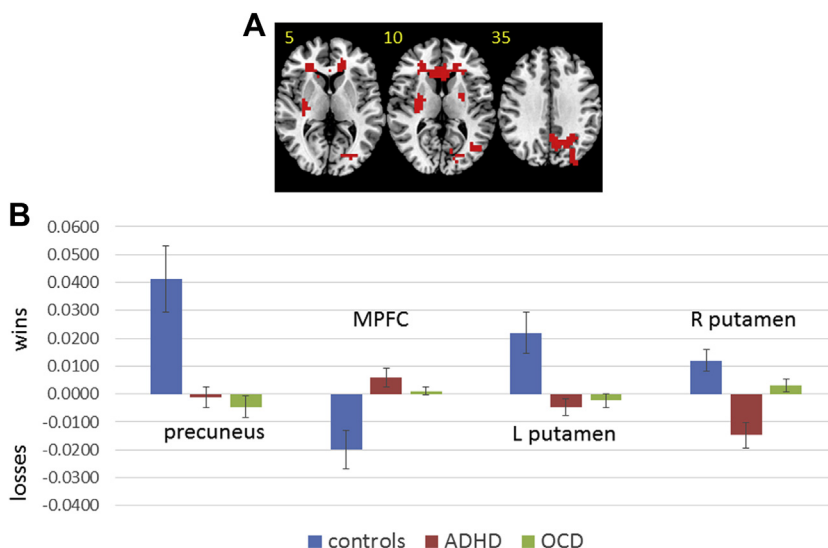 A
5
10
35
B
0.0600
0.0500
0.0400
0.0300
0.0200
0.0100
0.0000
-0.0100
-0.0200
-0.0300
-0.0400
wins
losses
MPFC
R putamen
precuneus
L putamen
controls ADHD OCD